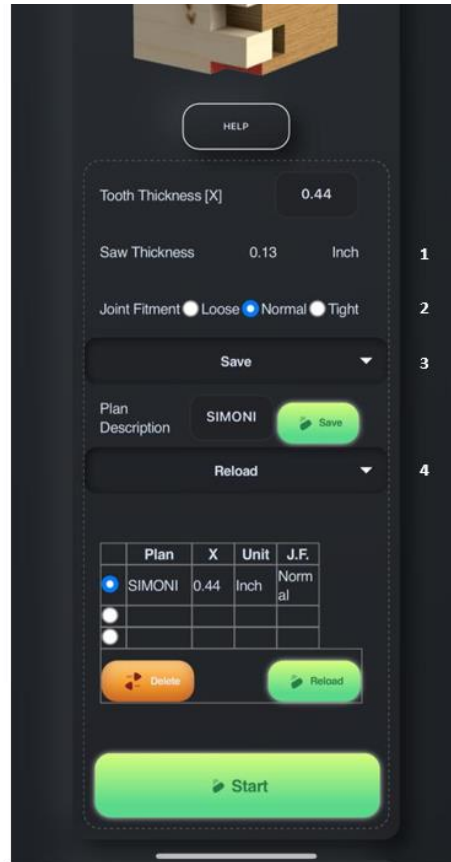 HELP
Tooth Thickness [X] 0.44
Saw Thickness 0.13 Inch 1
Joint Fitment Loose Normal Tight 2
Save 3
Plan
Description SIMONI Save
Reload 4
Plan X Unit J.F.
SIMONI 0.44 Inch Norm
al
Delete Reload
Start